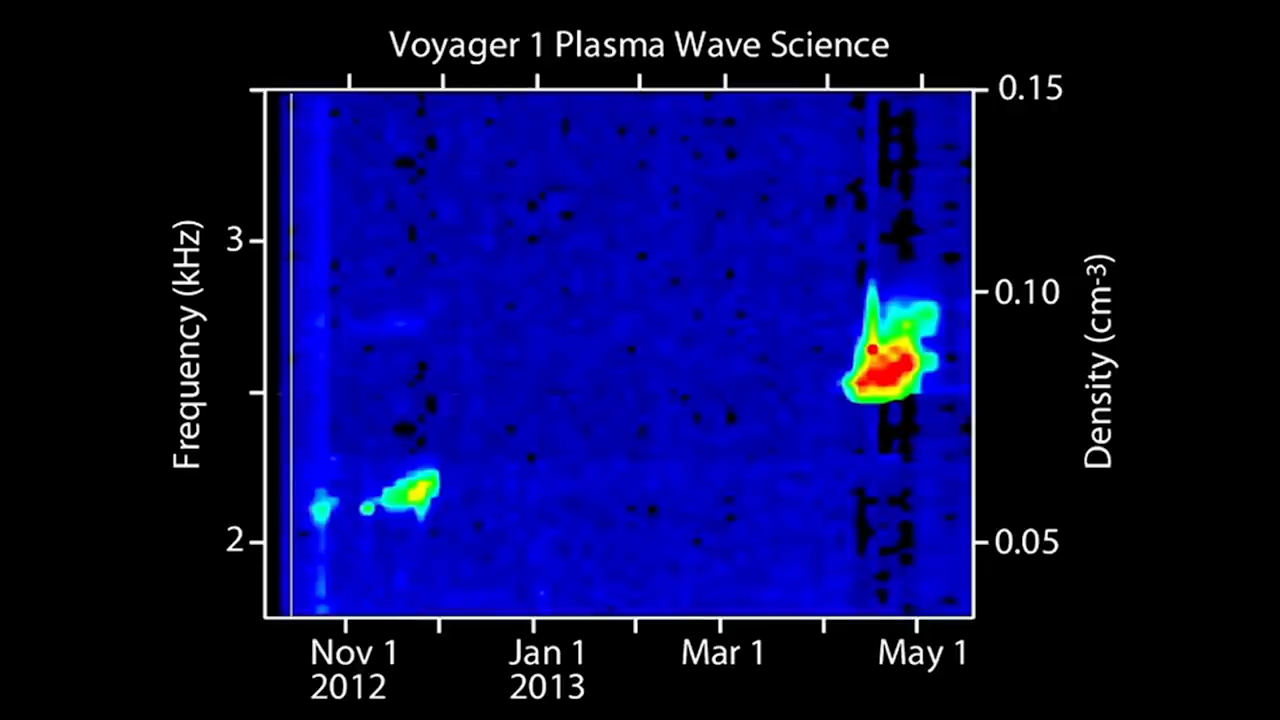 Voyager 1 Plasma Wave Science
0.15
3
0.10
Frequency (kHz)
Density (cm-3)
2
0.05
Nov 1
2012
Jan 1
2013
Mar 1
May 1